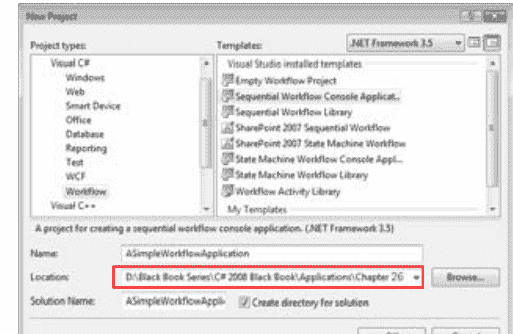 New Project
Project types:
Templates:
.NET Framework 3.5
Visual C#
Windows
Web
Smart Device
Office
Database
Reporting
Test
WCF
Workflow
Visual C++
Visual Studio installed templates
Empty Workflow Project
Sequential Workflow Console Applicat..
Sequential Workflow Library
SharePoint 2007 Sequential Workflow
SharePoint 2007 State Machine Workflow
State Machine Workflow Console Appl...
State Machine Workflow Library
Workflow Activity Library
My Templates
A project for creating a sequential workflow console application. (.NET Framework 3.5)
Name:
ASimpleWorkflowApplication
Location:
D:\Black Book Series\C# 2008 Black Book\Applications\Chapter 26
Browse...
Solution Name:
ASimpleWorkflowAppli
Create directory for solution